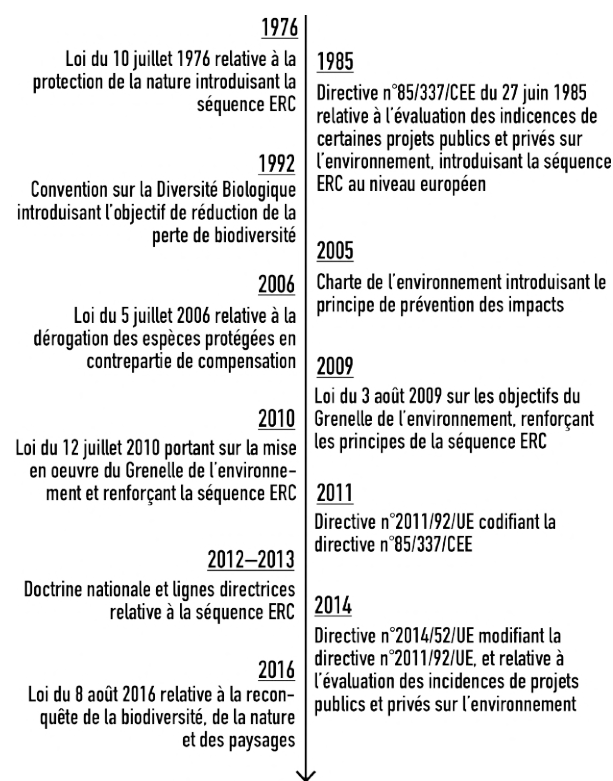 1976
Loi du 10 juillet 1976 relative à la
protection de la nature introduisant la
séquence ERC
1985
Directive n°85/337/CEE du 27 juin 1985
relative à l'évaluation des indicences de
certaines projets publics et privés sur
l'environnement, introduisant la séquence
ERC au niveau européen
1992
Convention sur la Diversité Biologique
introduisant l'objectif de réduction de la
perte de biodiversité
2005
Charte de l'environnement introduisant le
principe de prévention des impacts
2006
Loi du 5 juillet 2006 relative à la
dérogation des espèces protégées en
contrepartie de compensation
2009
Loi du 3 août 2009 sur les objectifs du
Grenelle de l'environnement, renforçant
les principes de la séquence ERC
2010
Loi du 12 juillet 2010 portant sur la mise
en oeuvre du Grenelle de l'environne-
ment et renforçant la séquence ERC
2011
Directive n°2011/92/UE codifiant la
directive n°85/337/CEE
2012–2013
Doctrine nationale et lignes directrices
relative à la séquence ERC
2014
Directive n°2014/52/UE modifiant la
directive n°2011/92/UE, et relative à
l'évaluation des incidences de projets
publics et privés sur l'environnement
2016
Loi du 8 août 2016 relative à la recon-
quête de la biodiversité, de la nature
et des paysages